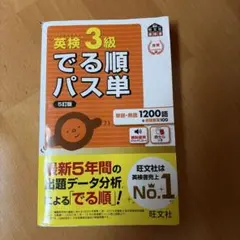 英検3級
でる順
パス単
5訂版
単語・熟語1200語
最新5年間の
出題データ分析
による「でる順」!
旺文社は
英検書売上
No.1
旺文社